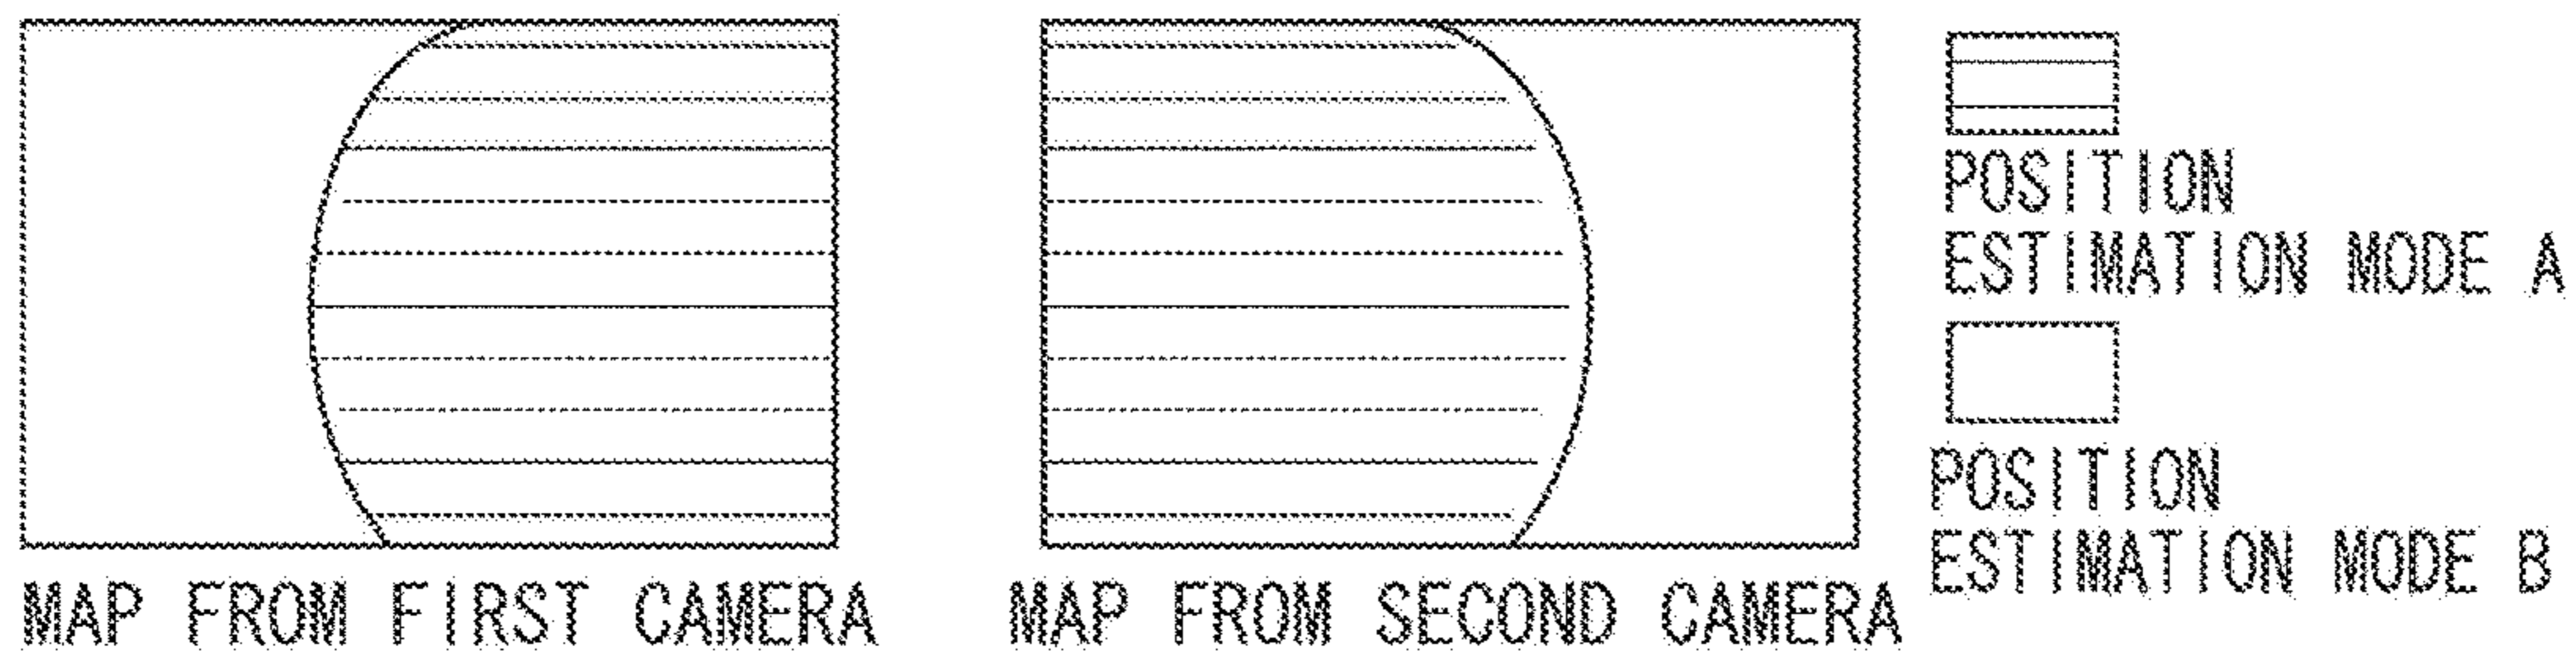 MAP FROM FIRST CAMERA
MAP FROM SECOND CAMERA
POSITION
ESTIMATION MODE A
POSITION
ESTIMATION MODE B